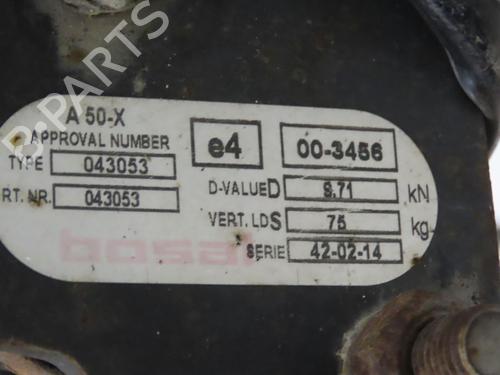 A 50-X
APPROVAL NUMBER
e4
00-3456
TYPE 043053
D-VALUE D 8.71 kN
RT. NR. 043053
VERT. LD S 75 kg
bosal
SERIE 42-02-14